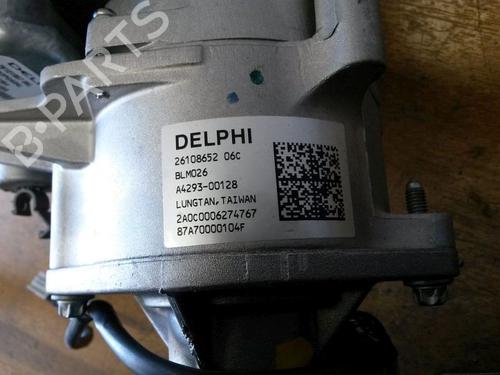 B-PARTS
DELPHI
26108652 06C
BLM026
A4293-00128
LUNGTAN, TAIWAN
2A0C0006274767
87A70000104F